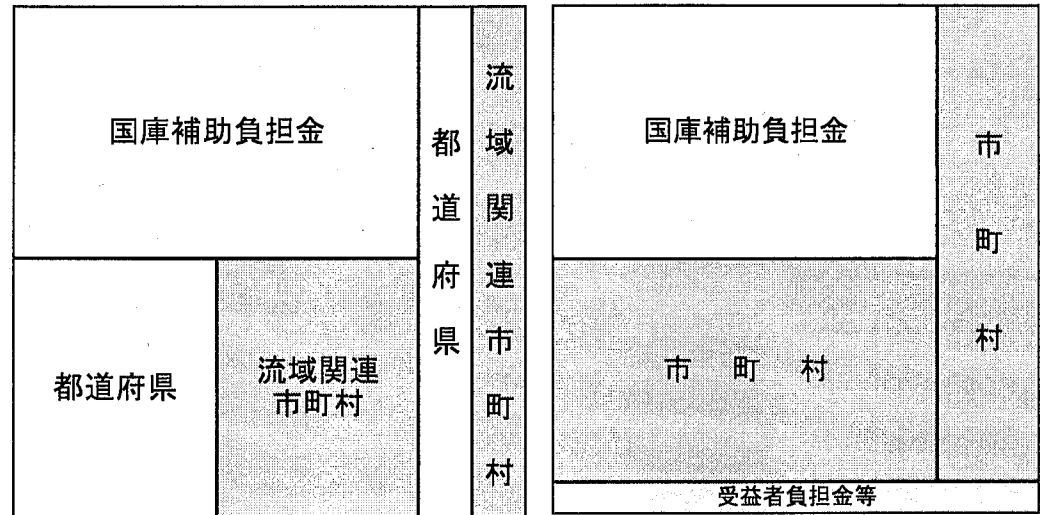 国庫補助負担金
都道府県
流域関連市町村
都道府県
流域関連
市町村
国庫補助負担金
市町村
市町村
受益者負担金等